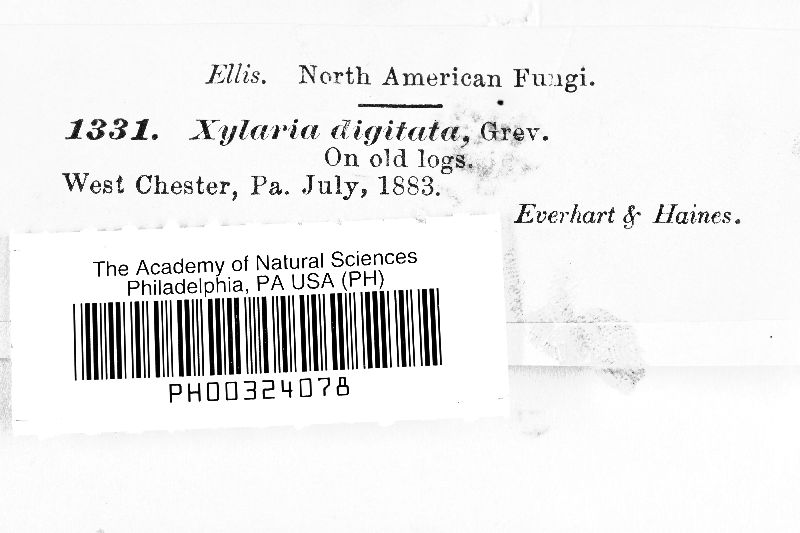 Ellis. North American Fungi.
1331. Xylaria digitata, Grev.
On old logs.
West Chester, Pa. July, 1883.
Everhart & Haines.
The Academy of Natural Sciences
Philadelphia, PA USA (PH)
PH00324078